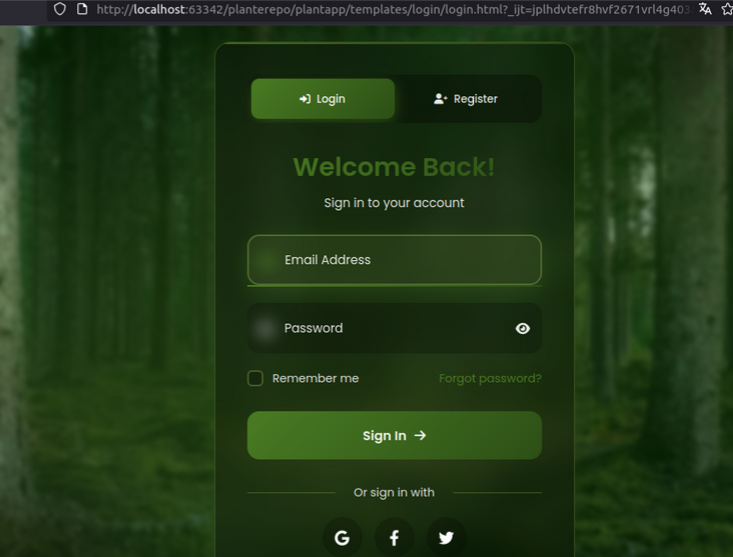 http://localhost:63342/planterepo/plantapp/templates/login/login.html?_ijt=jplhdvtefr8hvf2671vrl4g403
Login
Register
Welcome Back!
Sign in to your account
Email Address
Password
Remember me
Forgot password?
Sign In
Or sign in with